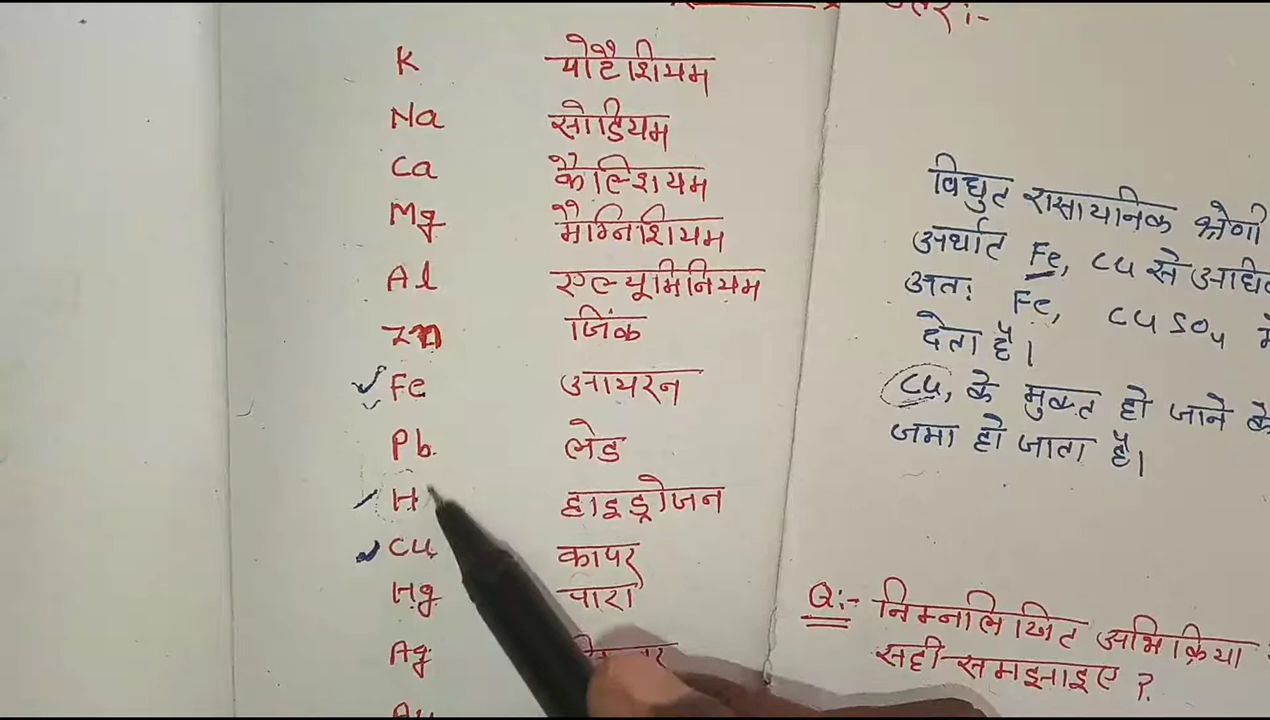 K पोटैशियम
Na सोडियम
Ca कैल्शियम
Mg मैग्निशियम
Al एल्यूमिनियम
Zn जिंक
Fe आयरन
Pb लेड
H हाइड्रोजन
Cu कापर
Hg पारा
Ag
विद्युत रासायनिक श्रेणी
अर्थात Fe, Cu से
अतः Fe, CuSO4
देता है।
Cu, के मुक्त हो जाने के
जमा हो जाता है।
Q:- निम्नलिखित अभिक्रिया
सही समझाइए ?